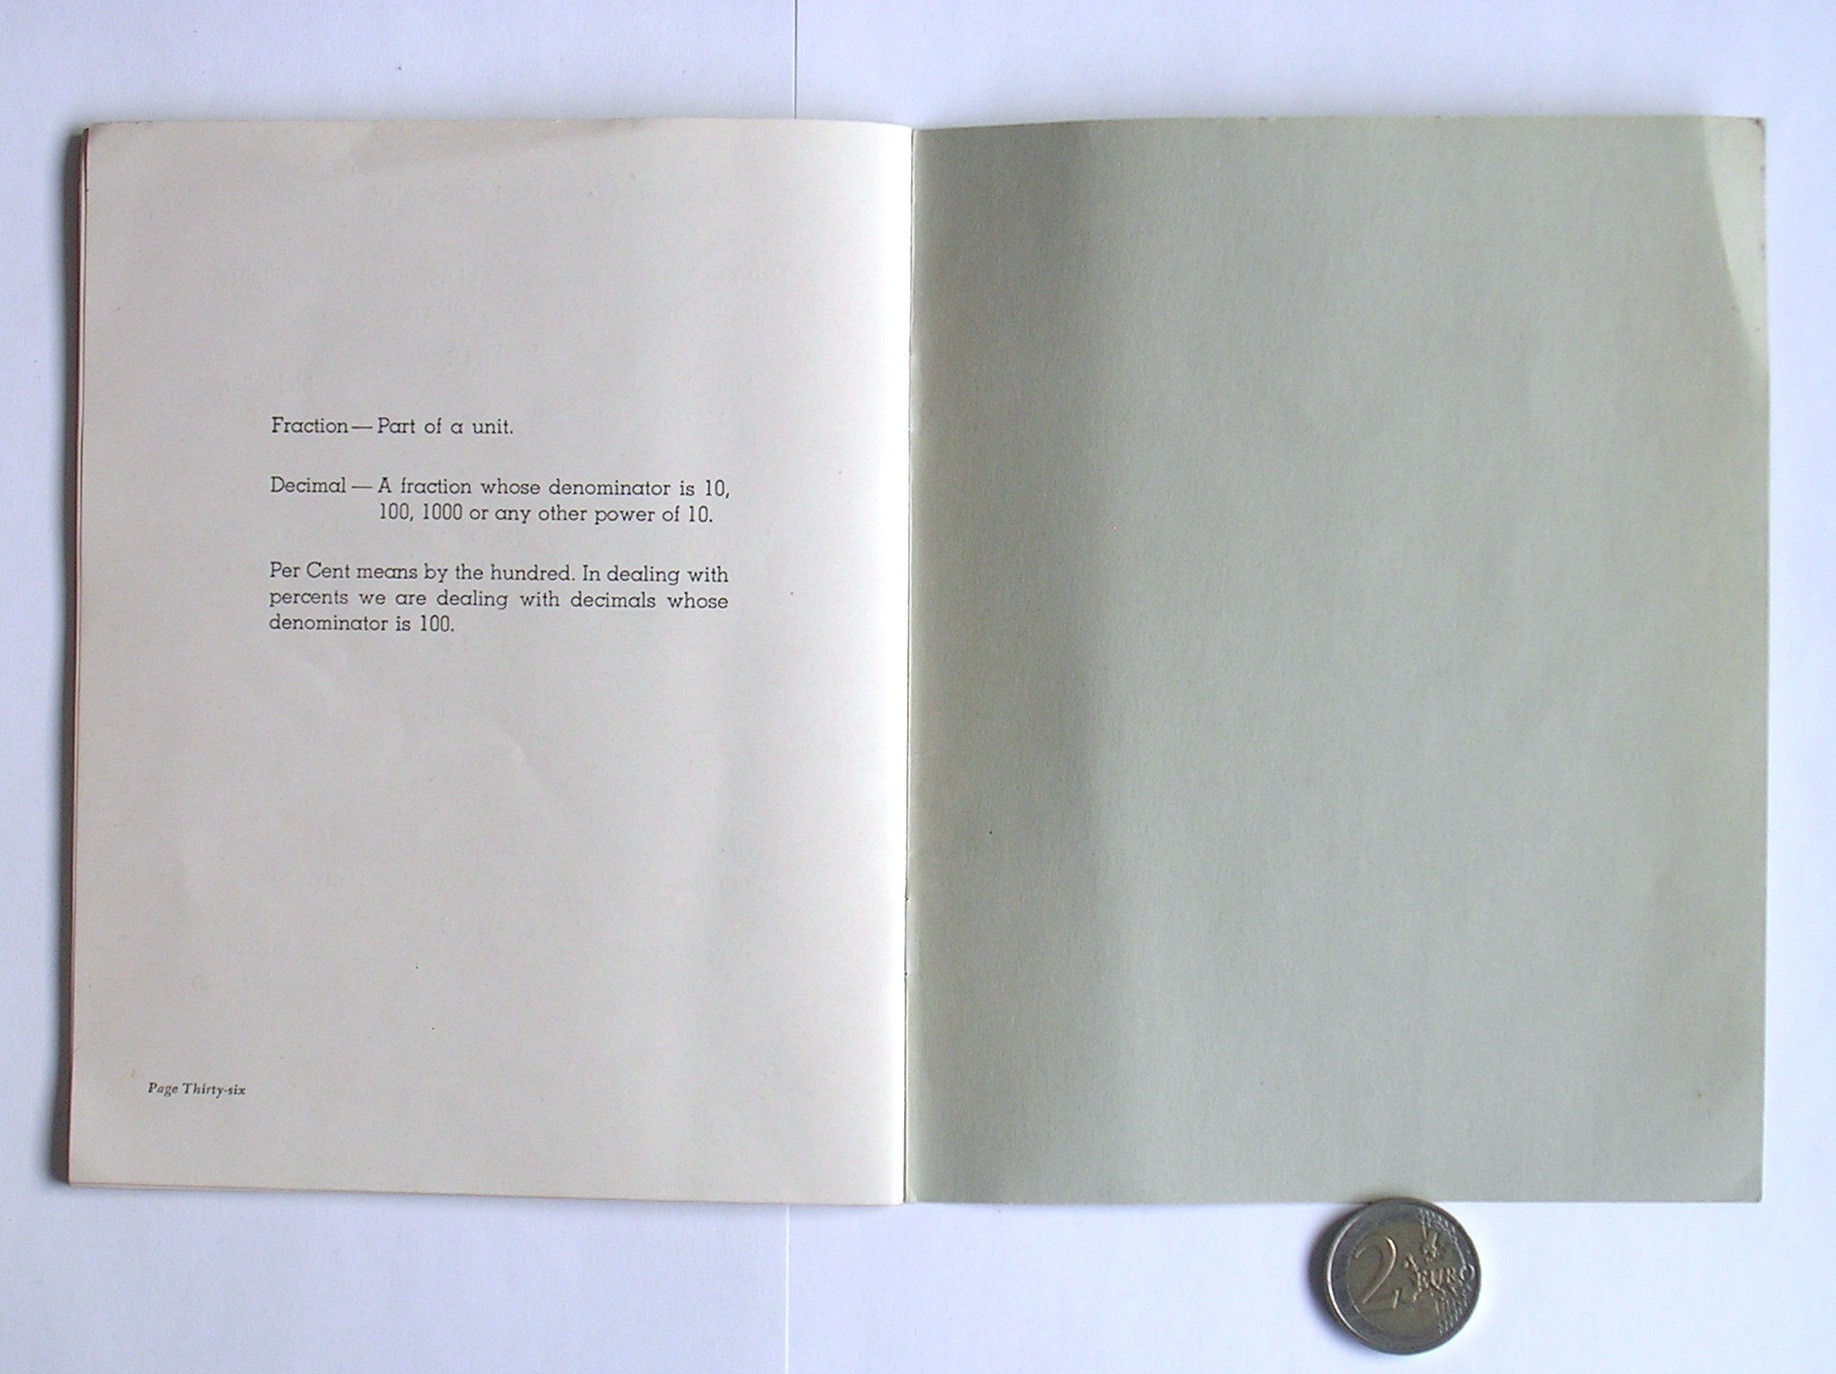 Fraction — Part of a unit.
Decimal — A fraction whose denominator is 10,
100, 1000 or any other power of 10.
Per Cent means by the hundred. In dealing with
percents we are dealing with decimals whose
denominator is 100.
Page Thirty-six
2 EURO